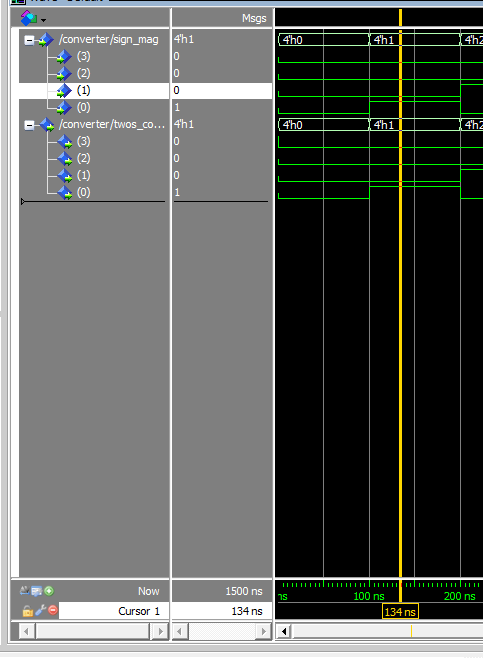 Msgs
/converter/sign_mag 4'h1 4'h0 4'h1 4'h2
(3) 0
(2) 0
(1) 0
(0) 1
/converter/twos_co... 4'h1 4'h0 4'h1 4'h2
(3) 0
(2) 0
(1) 0
(0) 1
Now 1500 ns ns 100 ns 200 ns
Cursor 1 134 ns 134 ns